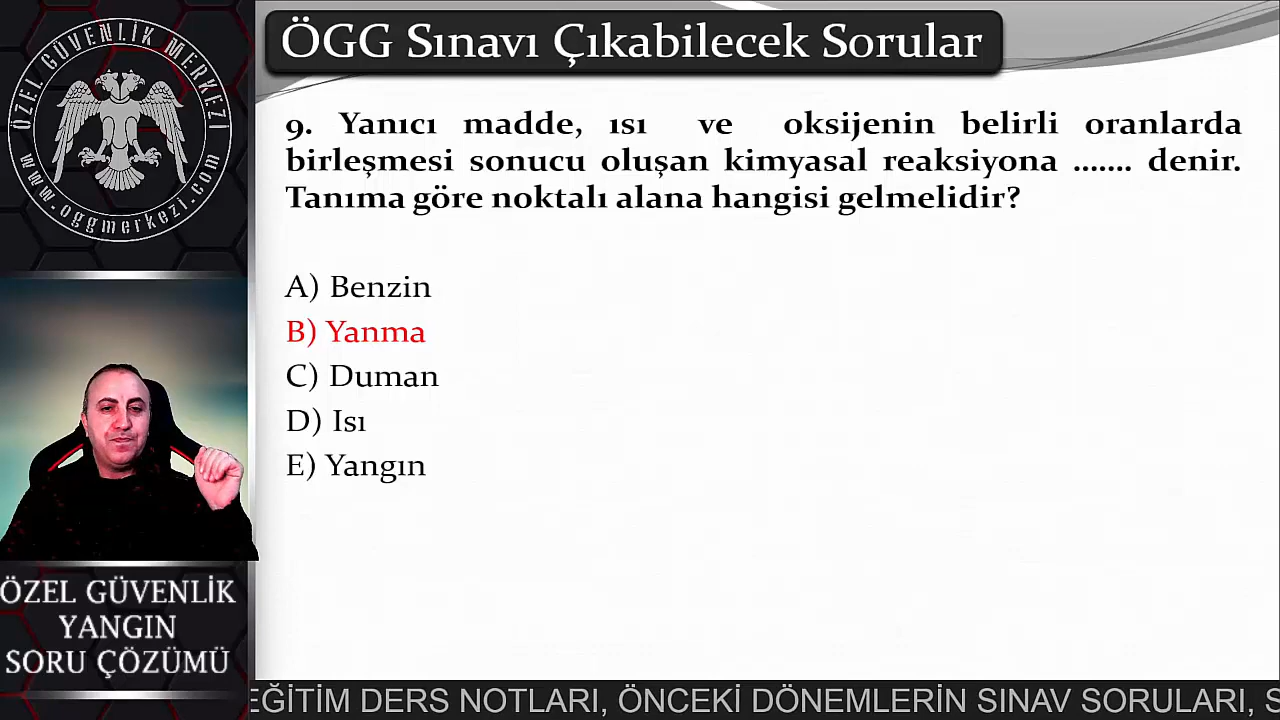 ÖZEL GÜVENLİK MERKEZİ
www.oggmerkezi.com
ÖGG Sınavı Çıkabilecek Sorular
9. Yanıcı madde, ısı ve oksijenin belirli oranlarda
birleşmesi sonucu oluşan kimyasal reaksiyona ....... denir.
Tanıma göre noktalı alana hangisi gelmelidir?
A) Benzin
B) Yanma
C) Duman
D) Isı
E) Yangın
ÖZEL GÜVENLİK
YANGIN
SORU ÇÖZÜMÜ
EĞİTİM DERS NOTLARI, ÖNCEKİ DÖNEMLERİN SINAV SORULARI, S